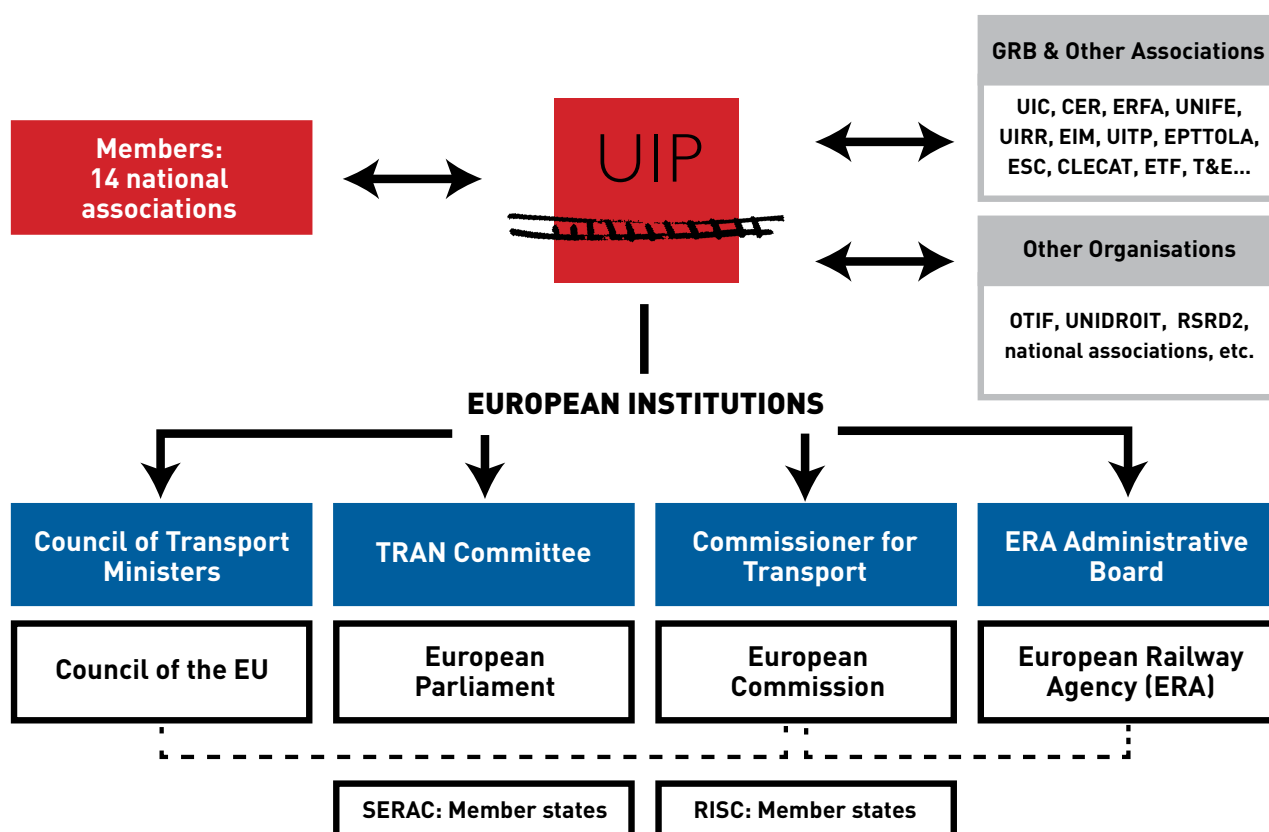 GRB & Other Associations
UIC, CER, ERFA, UNIFE,
UIRR, EIM, UITP, EPTTOLA,
ESC, CLECAT, ETF, T&E...
Members:
14 national
associations
UIP
Other Organisations
OTIF, UNIDROIT, RSRD2,
national associations, etc.
EUROPEAN INSTITUTIONS
Council of Transport
Ministers
TRAN Committee
Commissioner for
Transport
ERA Administrative
Board
Council of the EU
European
Parliament
European
Commission
European Railway
Agency (ERA)
SERAC: Member states
RISC: Member states